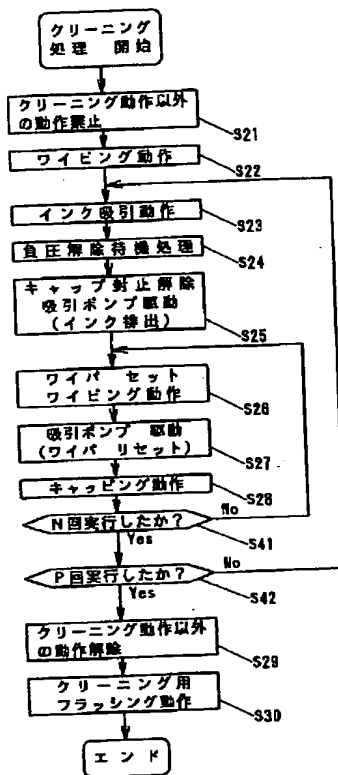 クリーニング
処理 開始
クリーニング動作以外
の動作禁止
S21
ワイピング動作
S22
インク吸引動作
S23
負圧解除待機処理
S24
キャップ封止解除
吸引ポンプ駆動
(インク排出)
S25
ワイパ セット
ワイピング動作
S26
吸引ポンプ 駆動
(ワイパ リセット)
S27
キャッピング動作
S28
N回実行したか?
No
S41
Yes
P回実行したか?
No
S42
Yes
クリーニング動作以外
の動作解除
S29
クリーニング用
フラッシング動作
S30
エンド